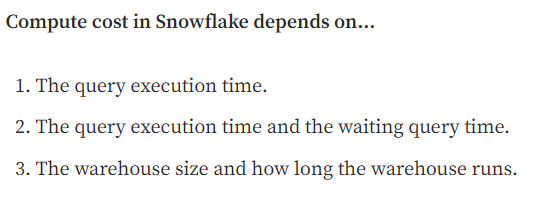 Compute cost in Snowflake depends on...
1. The query execution time.
2. The query execution time and the waiting query time.
3. The warehouse size and how long the warehouse runs.